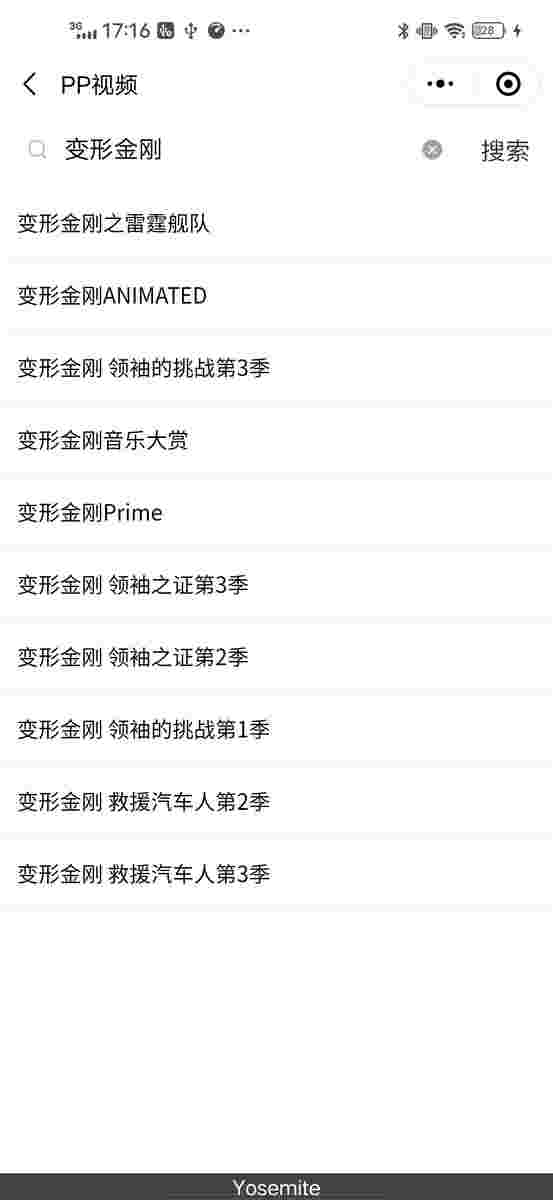 3G 17:16 28
PP视频
变形金刚 搜索
变形金刚之雷霆舰队
变形金刚ANIMATED
变形金刚 领袖的挑战第3季
变形金刚音乐大赏
变形金刚Prime
变形金刚 领袖之证第3季
变形金刚 领袖之证第2季
变形金刚 领袖的挑战第1季
变形金刚 救援汽车人第2季
变形金刚 救援汽车人第3季
Yosemite